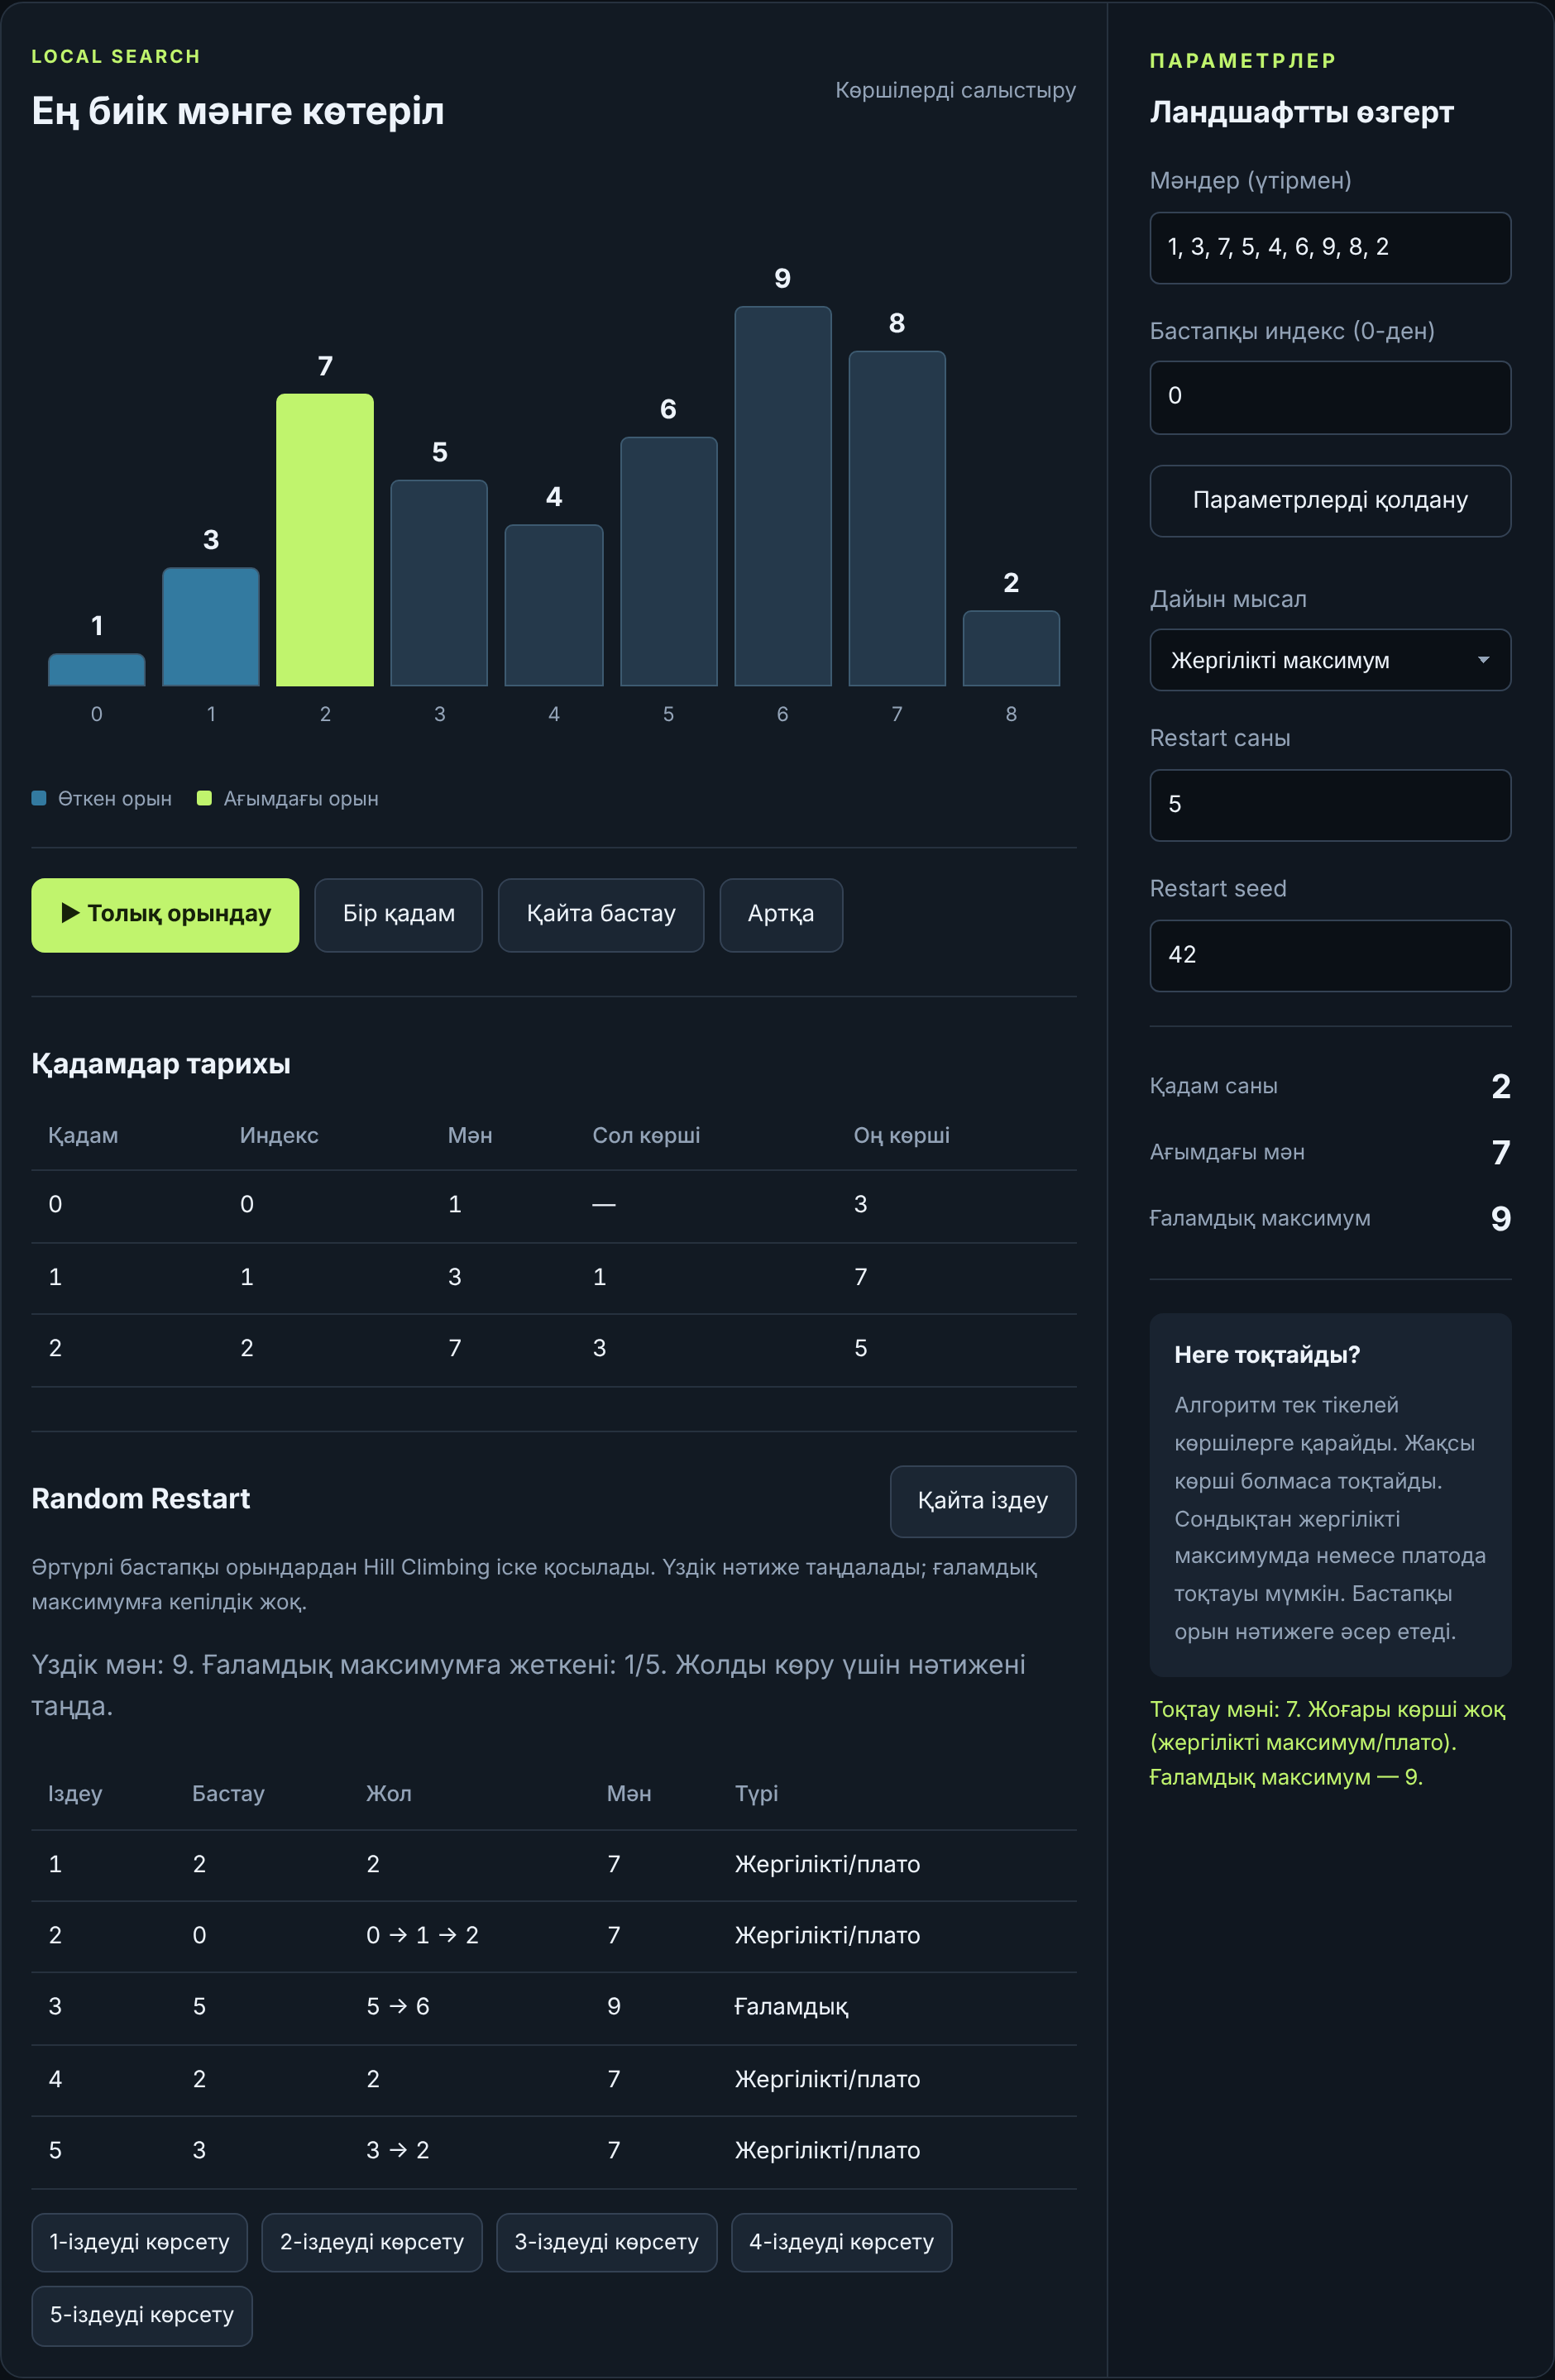 LOCAL SEARCH
Ең биік мәнге көтеріл
Көршілерді салыстыру
1
3
7
5
4
6
9
8
2
0 1 2 3 4 5 6 7 8
Өткен орын Ағымдағы орын
▶ Толық орындау Бір қадам Қайта бастау Артқа
Қадамдар тарихы
Қадам Индекс Мән Сол көрші Оң көрші
0 0 1 — 3
1 1 3 1 7
2 2 7 3 5
Random Restart
Қайта іздеу
Әртүрлі бастапқы орындардан Hill Climbing іске қосылады. Үздік нәтиже таңдалады; ғаламдық
максимумға кепілдік жоқ.
Үздік мән: 9. Ғаламдық максимумға жеткені: 1/5. Жолды көру үшін нәтижені
таңда.
Іздеу Бастау Жол Мән Түрі
1 2 2 7 Жергілікті/плато
2 0 0 → 1 → 2 7 Жергілікті/плато
3 5 5 → 6 9 Ғаламдық
4 2 2 7 Жергілікті/плато
5 3 3 → 2 7 Жергілікті/плато
1-іздеуді көрсету 2-іздеуді көрсету 3-іздеуді көрсету 4-іздеуді көрсету
5-іздеуді көрсету
ПАРАМЕТРЛЕР
Ландшафтты өзгерт
Мәндер (үтірмен)
1, 3, 7, 5, 4, 6, 9, 8, 2
Бастапқы индекс (0-ден)
0
Параметрлерді қолдану
Дайын мысал
Жергілікті максимум
Restart саны
5
Restart seed
42
Қадам саны 2
Ағымдағы мән 7
Ғаламдық максимум 9
Неге тоқтайды?
Алгоритм тек тікелей
көршілерге қарайды. Жақсы
көрші болмаса тоқтайды.
Сондықтан жергілікті
максимумда немесе платода
тоқтауы мүмкін. Бастапқы
орын нәтижеге әсер етеді.
Тоқтау мәні: 7. Жоғары көрші жоқ
(жергілікті максимум/плато).
Ғаламдық максимум — 9.